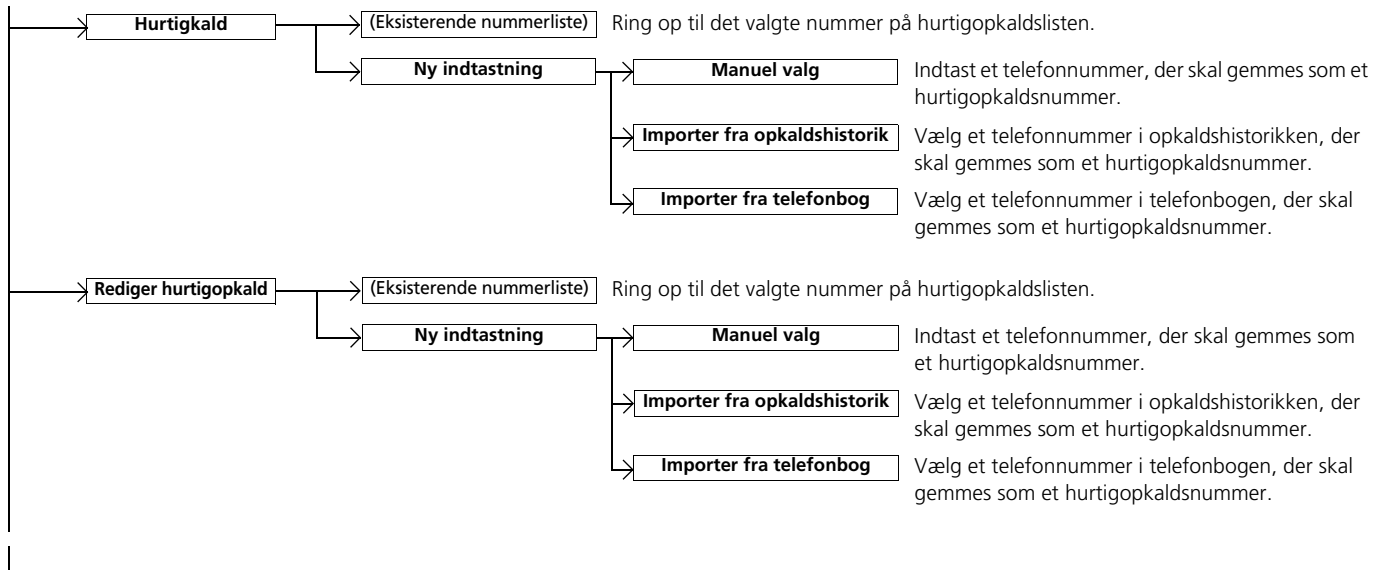 Hurtigkald
(Eksisterende nummerliste)
Ring op til det valgte nummer på hurtigopkaldslisten.
Ny indtastning
Manuel valg
Indtast et telefonnummer, der skal gemmes som et
hurtigopkaldsnummer.
Importer fra opkaldshistorik
Vælg et telefonnummer i opkaldshistorikken, der
skal gemmes som et hurtigopkaldsnummer.
Importer fra telefonbog
Vælg et telefonnummer i telefonbogen, der skal
gemmes som et hurtigopkaldsnummer.
Rediger hurtigopkald
(Eksisterende nummerliste)
Ring op til det valgte nummer på hurtigopkaldslisten.
Ny indtastning
Manuel valg
Indtast et telefonnummer, der skal gemmes som
et hurtigopkaldsnummer.
Importer fra opkaldshistorik
Vælg et telefonnummer i opkaldshistorikken, der
skal gemmes som et hurtigopkaldsnummer.
Importer fra telefonbog
Vælg et telefonnummer i telefonbogen, der skal
gemmes som et hurtigopkaldsnummer.